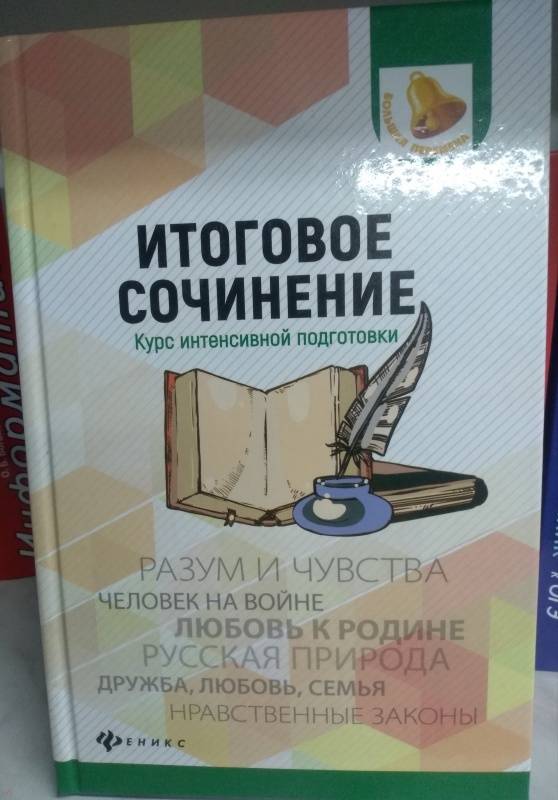 БОЛЬШАЯ ПЕРЕМЕНА
ИТОГОВОЕ
СОЧИНЕНИЕ
Курс интенсивной подготовки
РАЗУМ И ЧУВСТВА
ЧЕЛОВЕК НА ВОЙНЕ
ЛЮБОВЬ К РОДИНЕ
РУССКАЯ ПРИРОДА
ДРУЖБА, ЛЮБОВЬ, СЕМЬЯ
НРАВСТВЕННЫЕ ЗАКОНЫ
ФЕНИКС